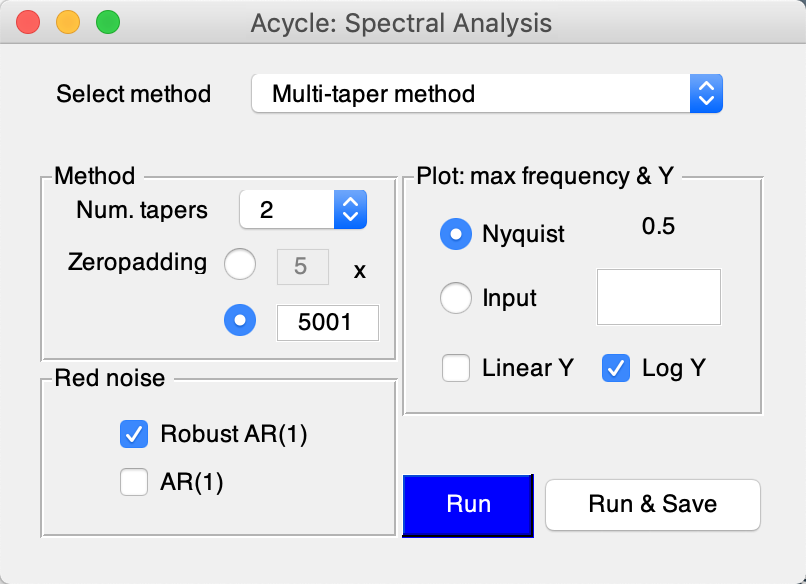 Acycle: Spectral Analysis
Select method
Multi-taper method
Method
Num. tapers
2
Zeropadding
5
x
5001
Red noise
Robust AR(1)
AR(1)
Plot: max frequency & Y
Nyquist
0.5
Input
Linear Y
Log Y
Run
Run & Save